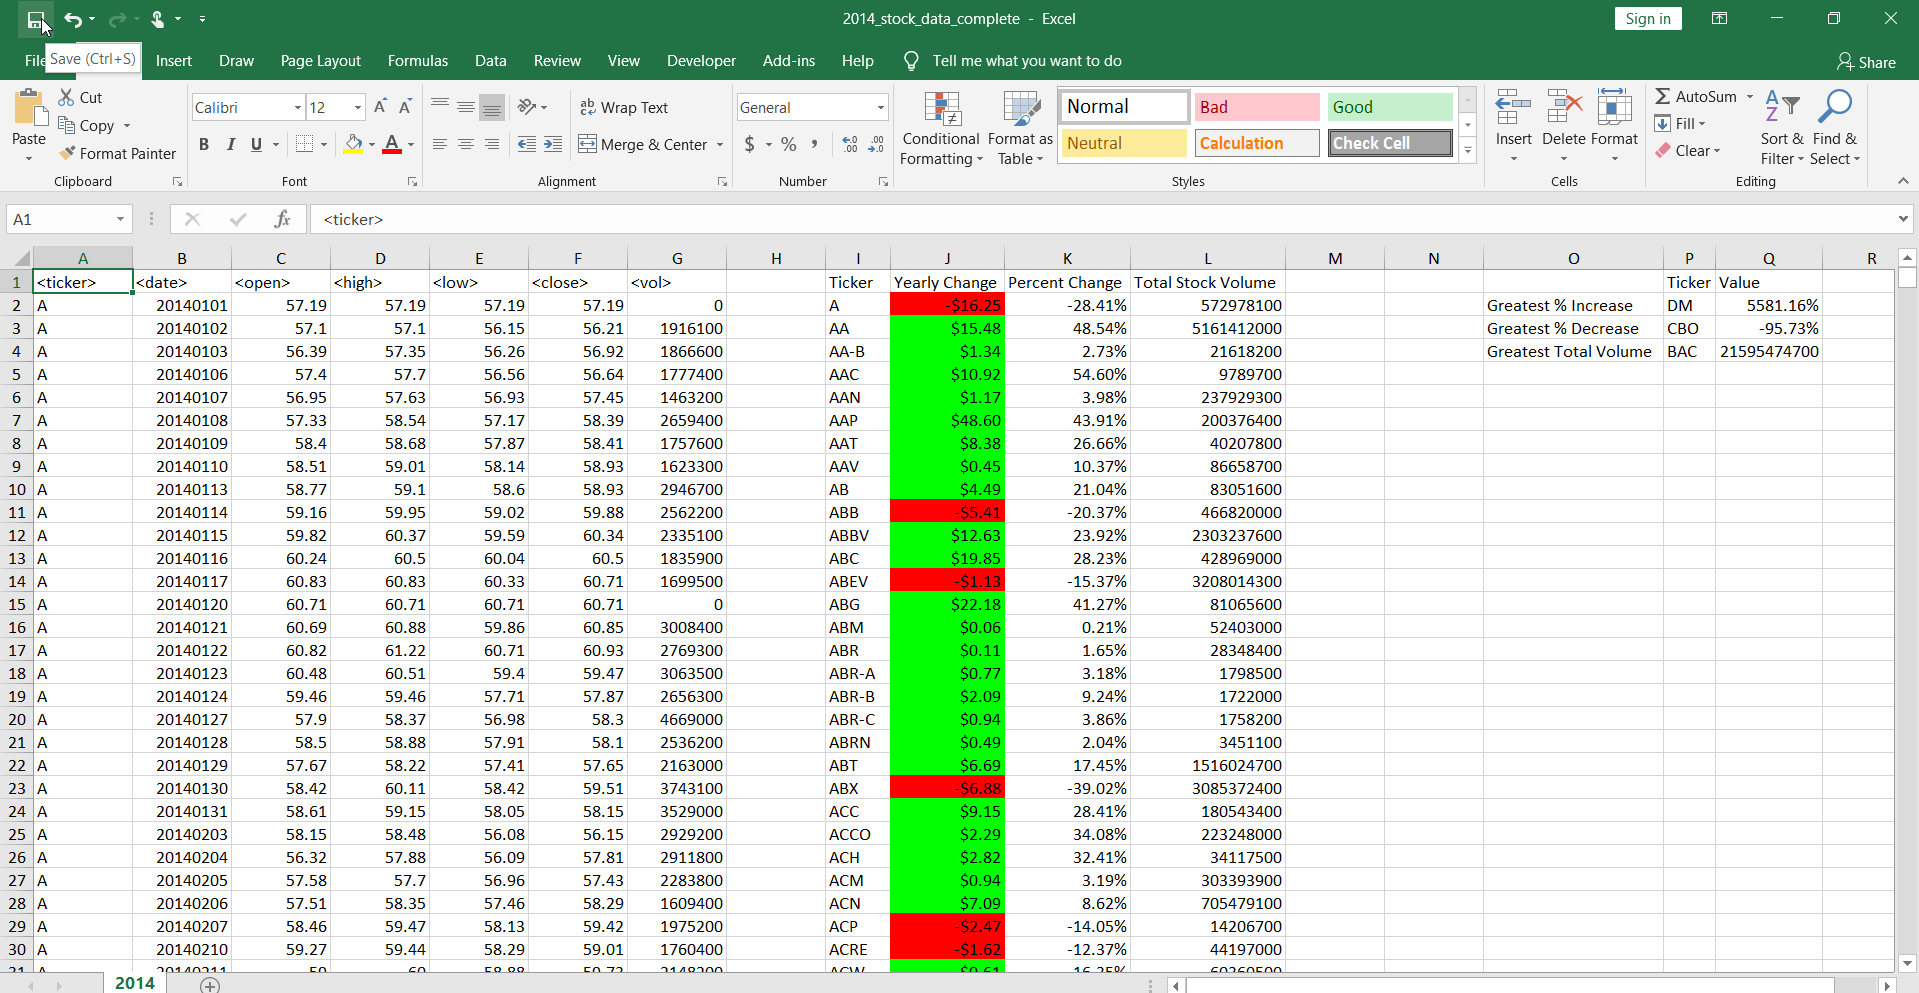 2014_stock_data_complete - Excel
Sign in
Save (Ctrl+S)
File Insert Draw Page Layout Formulas Data Review View Developer Add-ins Help Tell me what you want to do Share
Paste Cut Copy Format Painter Clipboard
Calibri 12 B I U Font
Wrap Text Merge & Center Alignment
General $ % , Number
Conditional Formatting Format as Table Normal Bad Good Neutral Calculation Check Cell Styles
Insert Delete Format Cells
AutoSum Fill Clear Sort & Filter Find & Select Editing
A1 fx <ticker>
A B C D E F G H I J K L M N O P Q R
1 <ticker> <date> <open> <high> <low> <close> <vol> Ticker Yearly Change Percent Change Total Stock Volume Ticker Value
2 A 20140101 57.19 57.19 57.19 57.19 0 A -$16.25 -28.41% 572978100 Greatest % Increase DM 5581.16%
3 A 20140102 57.1 57.1 56.15 56.21 1916100 AA $15.48 48.54% 5161412000 Greatest % Decrease CBO -95.73%
4 A 20140103 56.39 57.35 56.26 56.92 1866600 AA-B $1.34 2.73% 21618200 Greatest Total Volume BAC 21595474700
5 A 20140106 57.4 57.7 56.56 56.64 1777400 AAC $10.92 54.60% 9789700
6 A 20140107 56.95 57.63 56.93 57.45 1463200 AAN $1.17 3.98% 237929300
7 A 20140108 57.33 58.54 57.17 58.39 2659400 AAP $48.60 43.91% 200376400
8 A 20140109 58.4 58.68 57.87 58.41 1757600 AAT $8.38 26.66% 40207800
9 A 20140110 58.51 59.01 58.14 58.93 1623300 AAV $0.45 10.37% 86658700
10 A 20140113 58.77 59.1 58.6 58.93 2946700 AB $4.49 21.04% 83051600
11 A 20140114 59.16 59.95 59.02 59.88 2562200 ABB -$5.41 -20.37% 466820000
12 A 20140115 59.82 60.37 59.59 60.34 2335100 ABBV $12.63 23.92% 2303237600
13 A 20140116 60.24 60.5 60.04 60.5 1835900 ABC $19.85 28.23% 428969000
14 A 20140117 60.83 60.83 60.33 60.71 1699500 ABEV -$1.13 -15.37% 3208014300
15 A 20140120 60.71 60.71 60.71 60.71 0 ABG $22.18 41.27% 81065600
16 A 20140121 60.69 60.88 59.86 60.85 3008400 ABM $0.06 0.21% 52403000
17 A 20140122 60.82 61.22 60.71 60.93 2769300 ABR $0.11 1.65% 28348400
18 A 20140123 60.48 60.51 59.4 59.47 3063500 ABR-A $0.77 3.18% 1798500
19 A 20140124 59.46 59.46 57.71 57.87 2656300 ABR-B $2.09 9.24% 1722000
20 A 20140127 57.9 58.37 56.98 58.3 4669000 ABR-C $0.94 3.86% 1758200
21 A 20140128 58.5 58.88 57.91 58.1 2536200 ABRN $0.49 2.04% 3451100
22 A 20140129 57.67 58.22 57.41 57.65 2163000 ABT $6.69 17.45% 1516024700
23 A 20140130 58.42 60.11 58.42 59.51 3743100 ABX -$6.88 -39.02% 3085372400
24 A 20140131 58.61 59.15 58.05 58.15 3529000 ACC $9.15 28.41% 180543400
25 A 20140203 58.15 58.48 56.08 56.15 2929200 ACCO $2.29 34.08% 223248000
26 A 20140204 56.32 57.88 56.09 57.81 2911800 ACH $2.82 32.41% 34117500
27 A 20140205 57.58 57.7 56.96 57.43 2283800 ACM $0.94 3.19% 303393900
28 A 20140206 57.51 58.35 57.46 58.29 1609400 ACN $7.09 8.62% 705479100
29 A 20140207 58.46 59.47 58.13 59.42 1975200 ACP -$2.47 -14.05% 14206700
30 A 20140210 59.27 59.44 58.29 59.01 1760400 ACRE -$1.62 -12.37% 44197000
2014